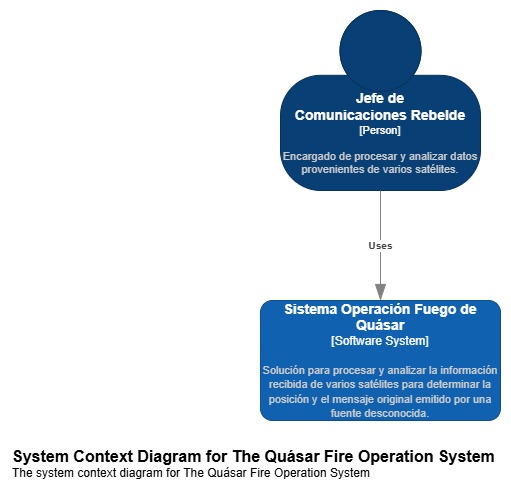 Jefe de
Comunicaciones Rebelde
[Person]
Encargado de procesar y analizar datos
provenientes de varios satélites.
Uses
Sistema Operación Fuego de
Quásar
[Software System]
Solución para procesar y analizar la información
recibida de varios satélites para determinar la
posición y el mensaje original emitido por una
fuente desconocida.
System Context Diagram for The Quásar Fire Operation System
The system context diagram for The Quásar Fire Operation System